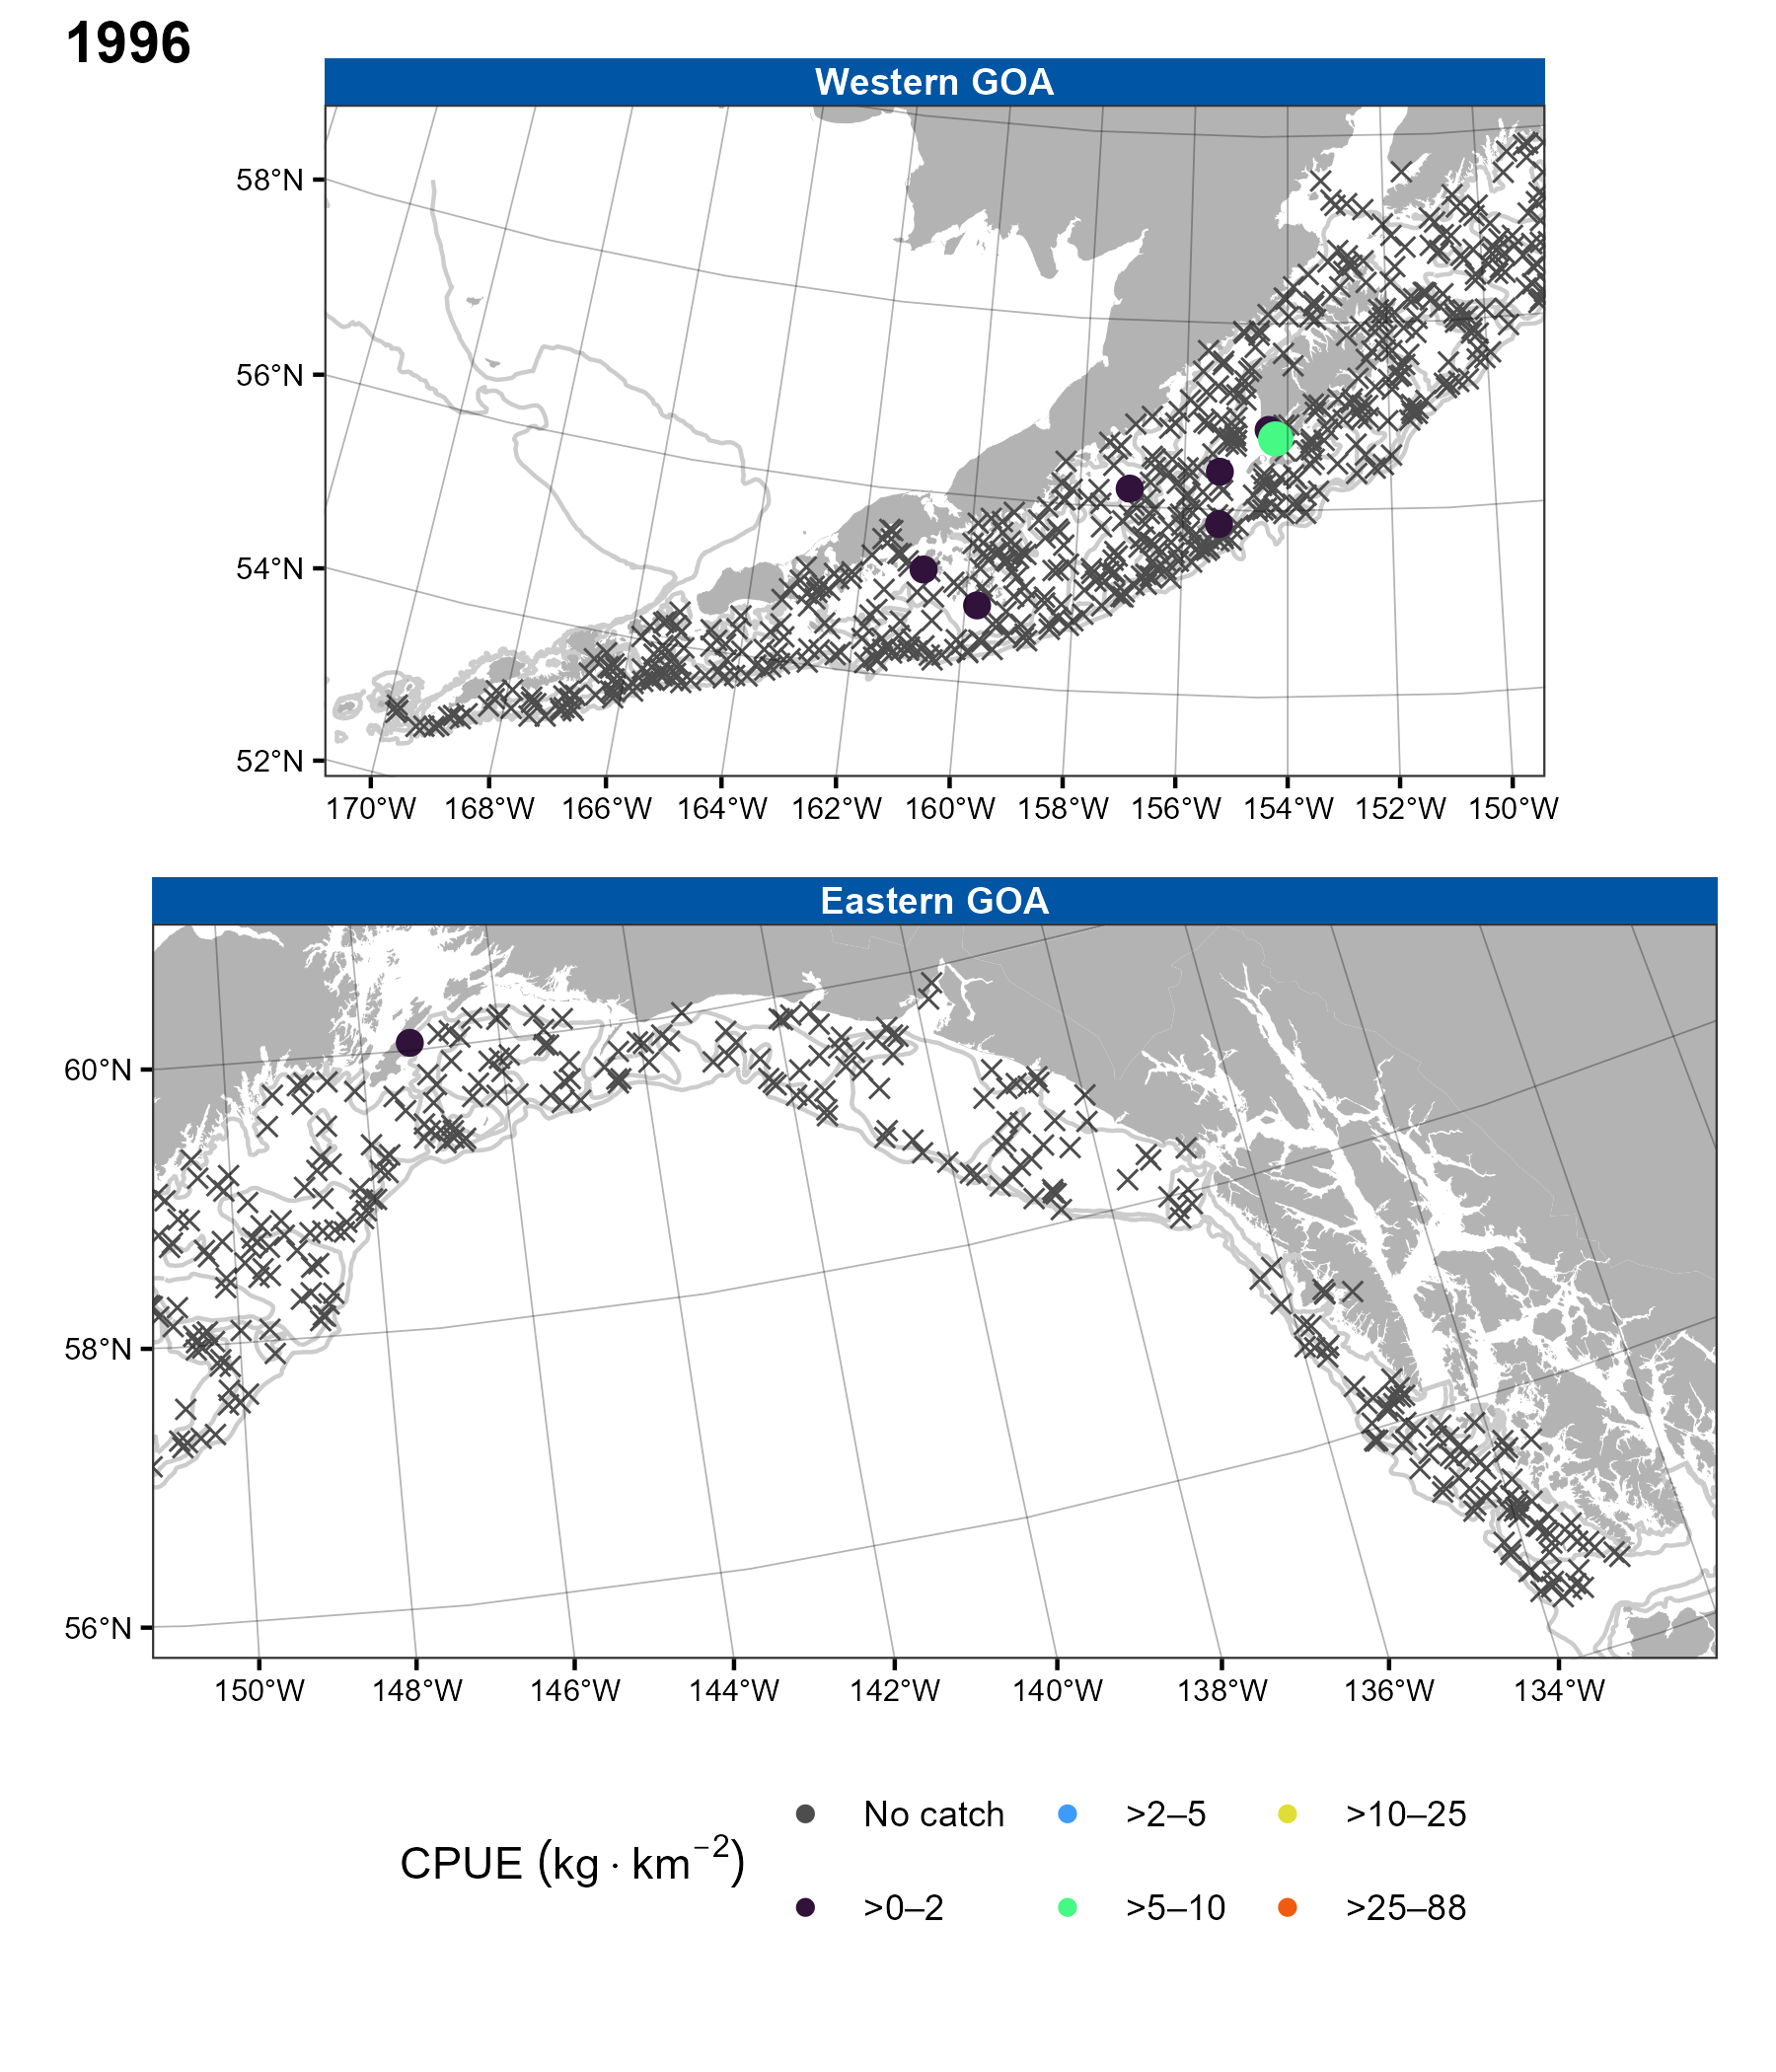 1996
Western GOA
58°N
56°N
54°N
52°N
170°W 168°W 166°W 164°W 162°W 160°W 158°W 156°W 154°W 152°W 150°W
Eastern GOA
60°N
58°N
56°N
150°W 148°W 146°W 144°W 142°W 140°W 138°W 136°W 134°W
CPUE (kg · km⁻²)
No catch >2–5 >10–25
>0–2 >5–10 >25–88